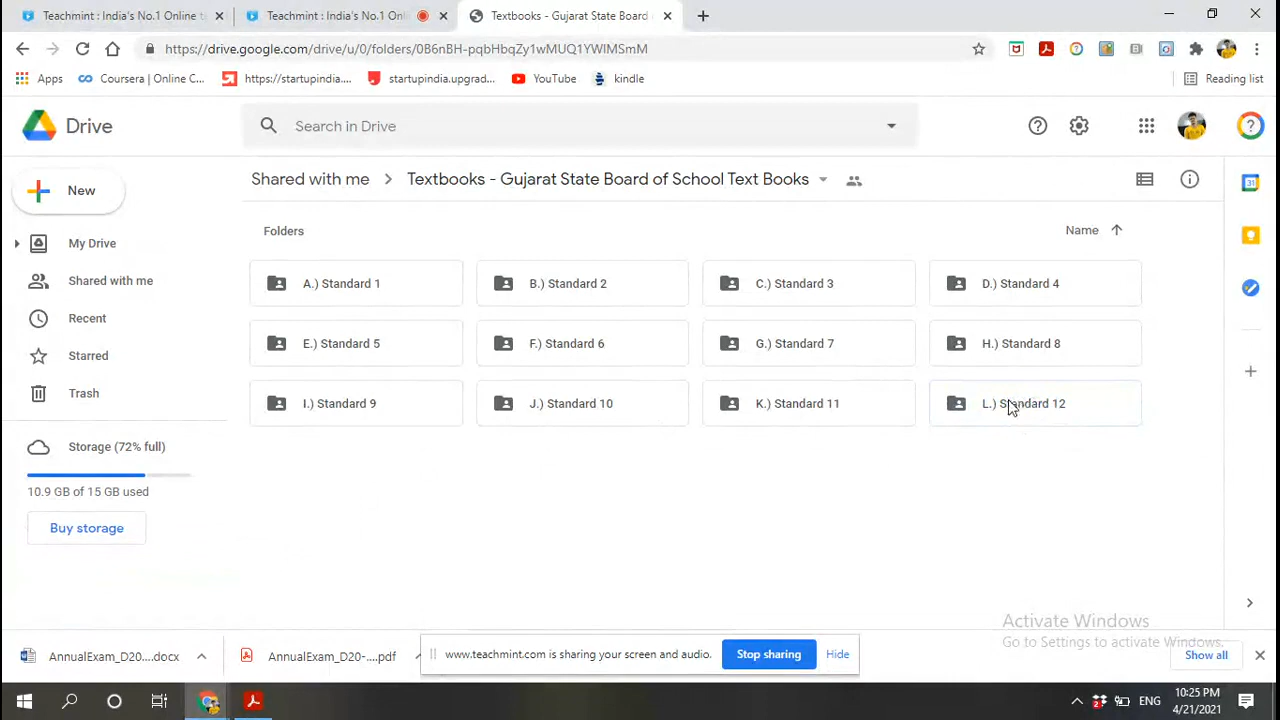 Teachmint : India's No.1 Online t
Teachmint : India's No.1 Onl
Textbooks - Gujarat State Board
https://drive.google.com/drive/u/0/folders/0B6nBH-pqbHbqZy1wMUQ1YWlMSmM
Apps
Coursera | Online C...
https://startupindia....
startupindia.upgrad...
YouTube
kindle
Reading list
Drive
Search in Drive
New
Shared with me > Textbooks - Gujarat State Board of School Text Books
Folders
Name
A.) Standard 1
B.) Standard 2
C.) Standard 3
D.) Standard 4
E.) Standard 5
F.) Standard 6
G.) Standard 7
H.) Standard 8
I.) Standard 9
J.) Standard 10
K.) Standard 11
L.) Standard 12
My Drive
Shared with me
Recent
Starred
Trash
Storage (72% full)
10.9 GB of 15 GB used
Buy storage
31
Activate Windows
Go to Settings to activate Windows.
AnnualExam_D20....docx
AnnualExam_D20-....pdf
www.teachmint.com is sharing your screen and audio.
Stop sharing
Hide
Show all
ENG
10:25 PM
4/21/2021